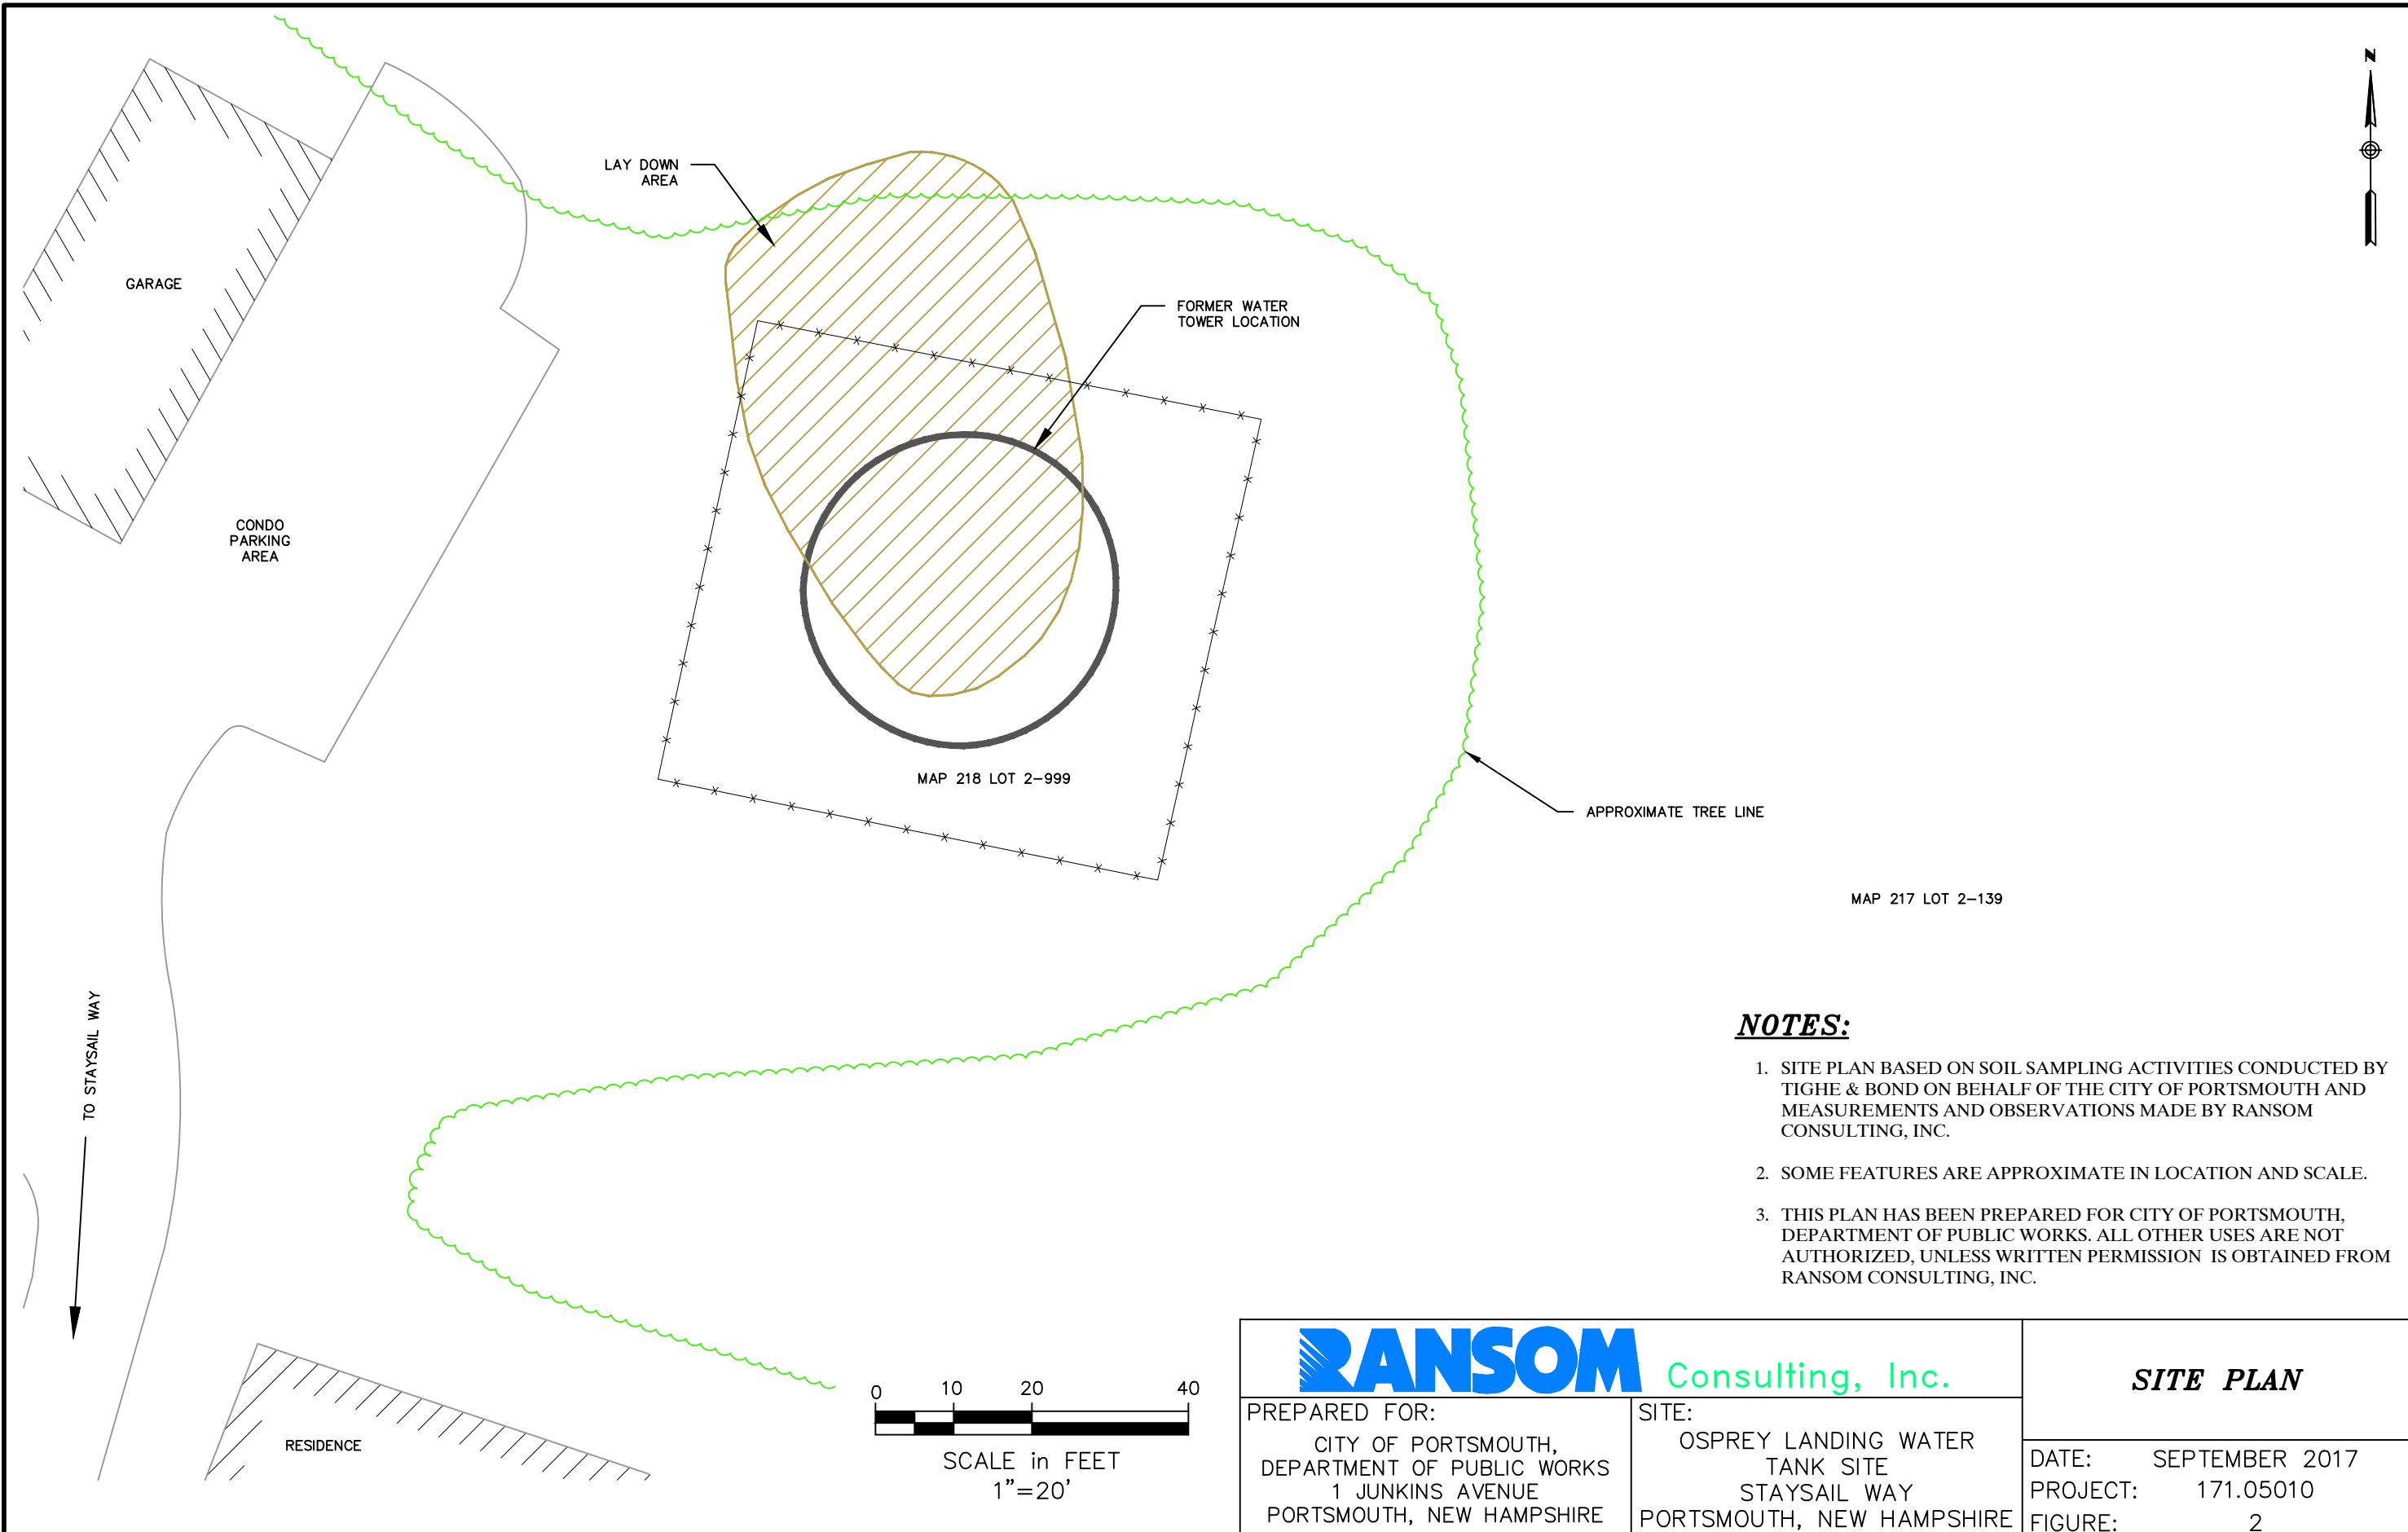 N
LAY DOWN
AREA
FORMER WATER
TOWER LOCATION
GARAGE
CONDO
PARKING
AREA
MAP 218 LOT 2-999
APPROXIMATE TREE LINE
MAP 217 LOT 2-139
TO STAYSAIL WAY
RESIDENCE
NOTES:
1. SITE PLAN BASED ON SOIL SAMPLING ACTIVITIES CONDUCTED BY
TIGHE & BOND ON BEHALF OF THE CITY OF PORTSMOUTH AND
MEASUREMENTS AND OBSERVATIONS MADE BY RANSOM
CONSULTING, INC.
2. SOME FEATURES ARE APPROXIMATE IN LOCATION AND SCALE.
3. THIS PLAN HAS BEEN PREPARED FOR CITY OF PORTSMOUTH,
DEPARTMENT OF PUBLIC WORKS. ALL OTHER USES ARE NOT
AUTHORIZED, UNLESS WRITTEN PERMISSION IS OBTAINED FROM
RANSOM CONSULTING, INC.
0 10 20 40
SCALE in FEET
1"=20'
RANSOM Consulting, Inc.
PREPARED FOR:
CITY OF PORTSMOUTH,
DEPARTMENT OF PUBLIC WORKS
1 JUNKINS AVENUE
PORTSMOUTH, NEW HAMPSHIRE
SITE:
OSPREY LANDING WATER
TANK SITE
STAYSAIL WAY
PORTSMOUTH, NEW HAMPSHIRE
SITE PLAN
DATE: SEPTEMBER 2017
PROJECT: 171.05010
FIGURE: 2